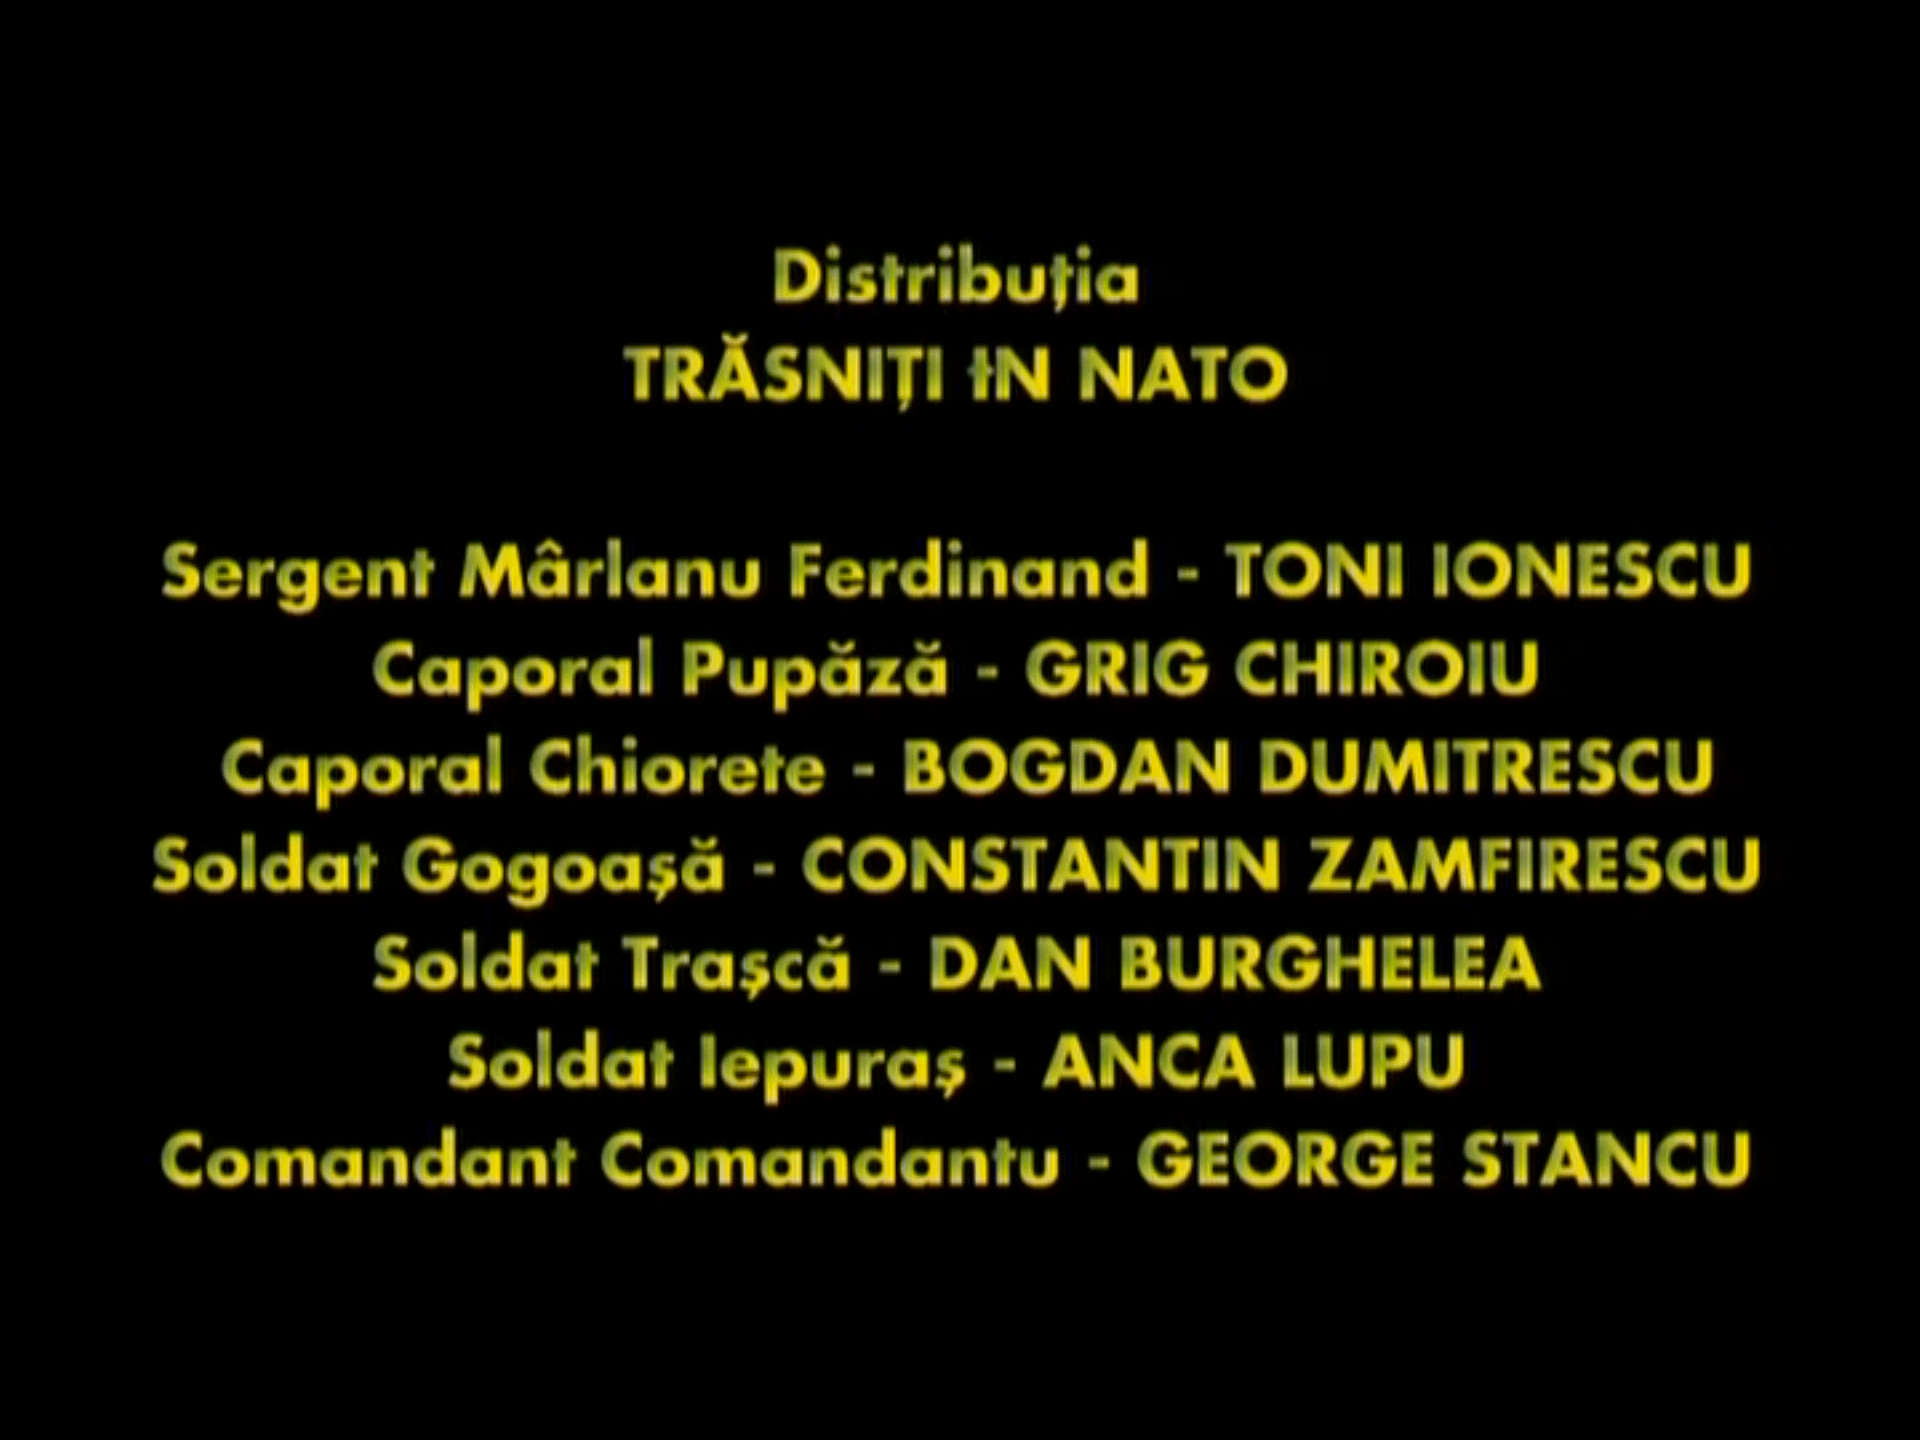 Distribuția
TRĂSNIȚI ÎN NATO
Sergent Mârlanu Ferdinand - TONI IONESCU
Caporal Pupăză - GRIG CHIROIU
Caporal Chiorete - BOGDAN DUMITRESCU
Soldat Gogoașă - CONSTANTIN ZAMFIRESCU
Soldat Trașcă - DAN BURGHELEA
Soldat Iepuraș - ANCA LUPU
Comandant Comandantu - GEORGE STANCU